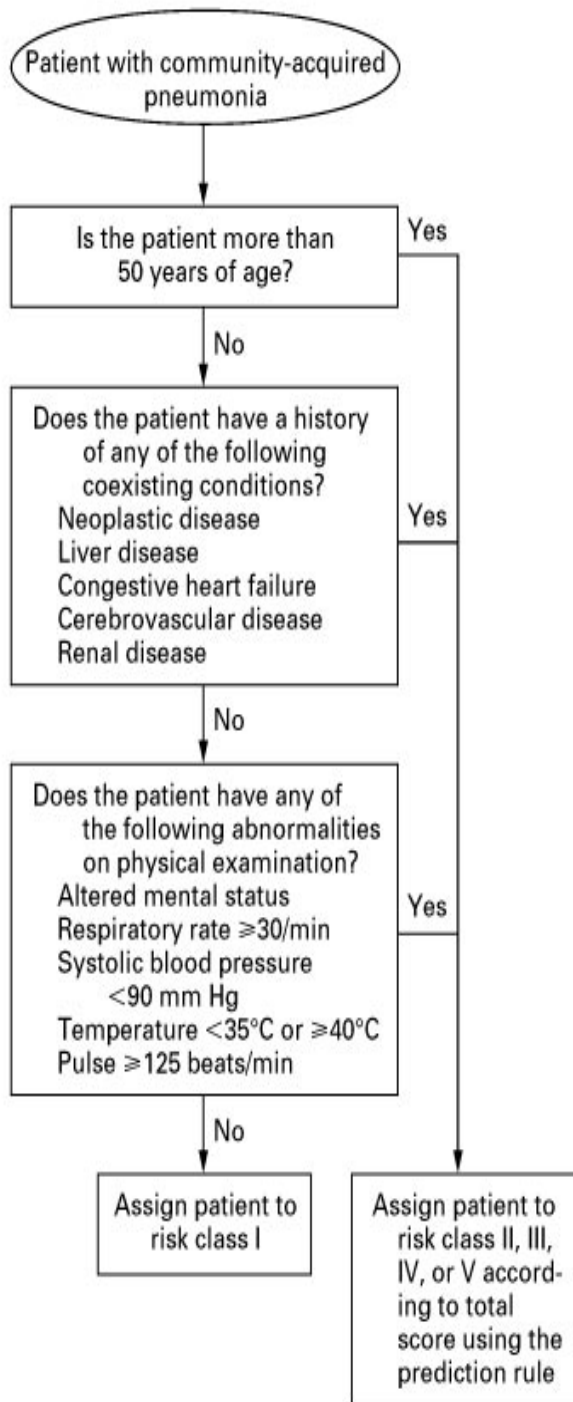 Patient with community-acquired
pneumonia
Is the patient more than
50 years of age?
Yes
No
Does the patient have a history
of any of the following
coexisting conditions?
Neoplastic disease
Liver disease
Congestive heart failure
Cerebrovascular disease
Renal disease
Yes
No
Does the patient have any of
the following abnormalities
on physical examination?
Altered mental status
Respiratory rate ⩾30/min
Systolic blood pressure
<90 mm Hg
Temperature <35°C or ⩾40°C
Pulse ⩾125 beats/min
Yes
No
Assign patient to
risk class I
Assign patient to
risk class II, III,
IV, or V accord-
ing to total
score using the
prediction rule